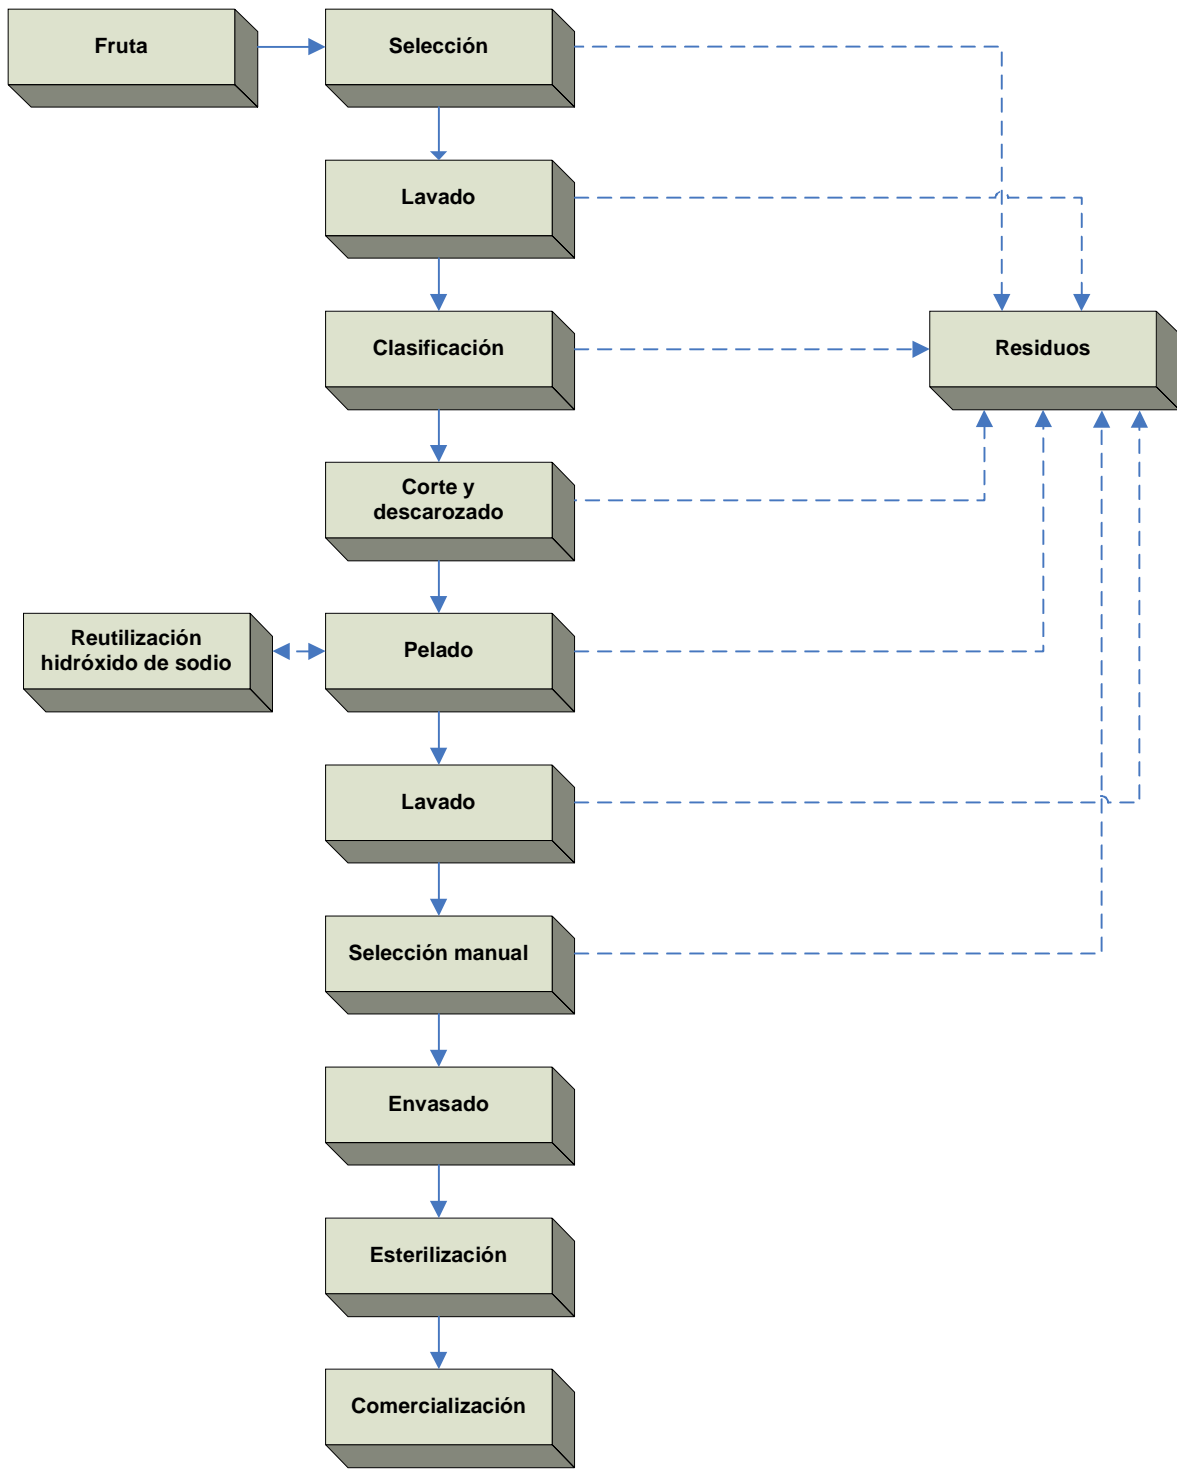 Fruta
Selección
Lavado
Clasificación
Residuos
Corte y
descarozado
Reutilización
hidróxido de sodio
Pelado
Lavado
Selección manual
Envasado
Esterilización
Comercialización